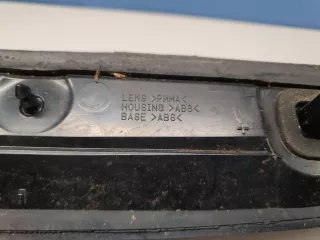 LENS >PMMA<
HOUSING >ABS<
BASE >ABS<